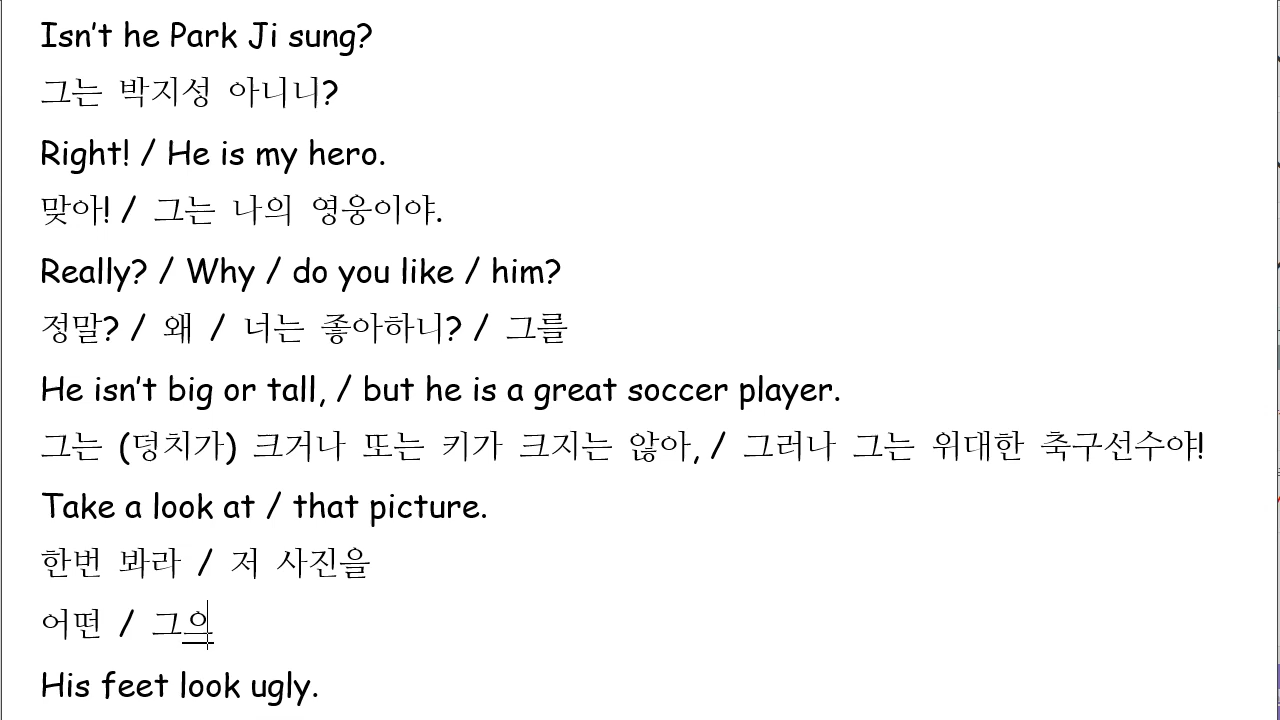 Isn't he Park Ji sung?
그는 박지성 아니니?
Right! / He is my hero.
맞아! / 그는 나의 영웅이야.
Really? / Why / do you like / him?
정말? / 왜 / 너는 좋아하니? / 그를
He isn't big or tall, / but he is a great soccer player.
그는 (덩치가) 크거나 또는 키가 크지는 않아, / 그러나 그는 위대한 축구선수야!
Take a look at / that picture.
한번 봐라 / 저 사진을
어떤 / 그으
His feet look ugly.